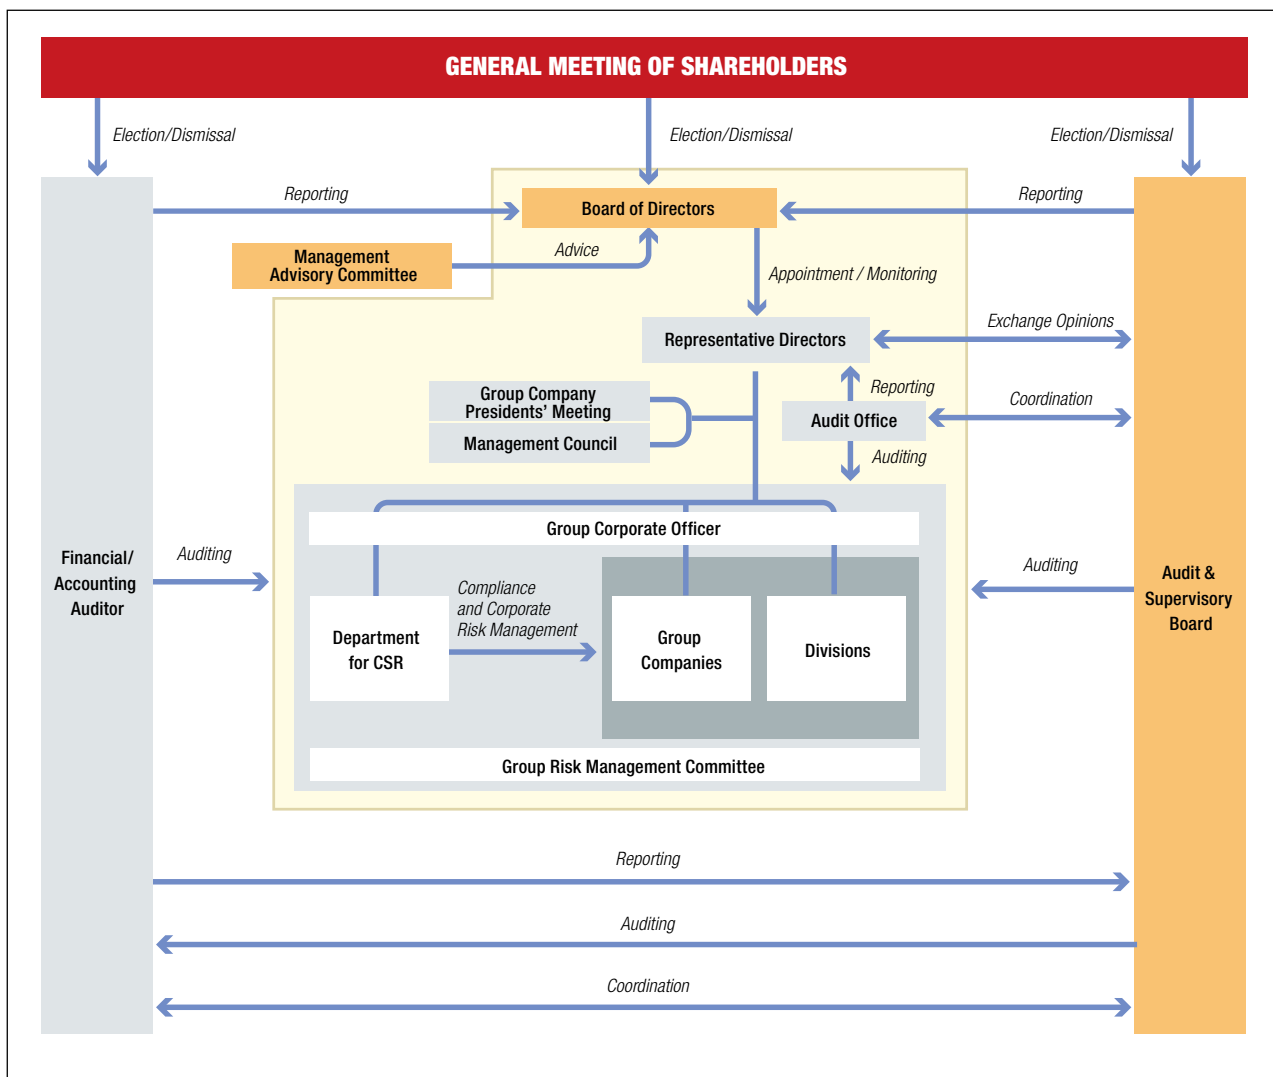 GENERAL MEETING OF SHAREHOLDERS
Election/Dismissal
Election/Dismissal
Election/Dismissal
Reporting
Board of Directors
Reporting
Management
Advisory Committee
Advice
Appointment / Monitoring
Representative Directors
Exchange Opinions
Group Company
Presidents’ Meeting
Management Council
Reporting
Audit Office
Coordination
Auditing
Group Corporate Officer
Financial/
Accounting
Auditor
Auditing
Compliance
and Corporate
Risk Management
Department
for CSR
Group
Companies
Divisions
Auditing
Audit &
Supervisory
Board
Group Risk Management Committee
Reporting
Auditing
Coordination